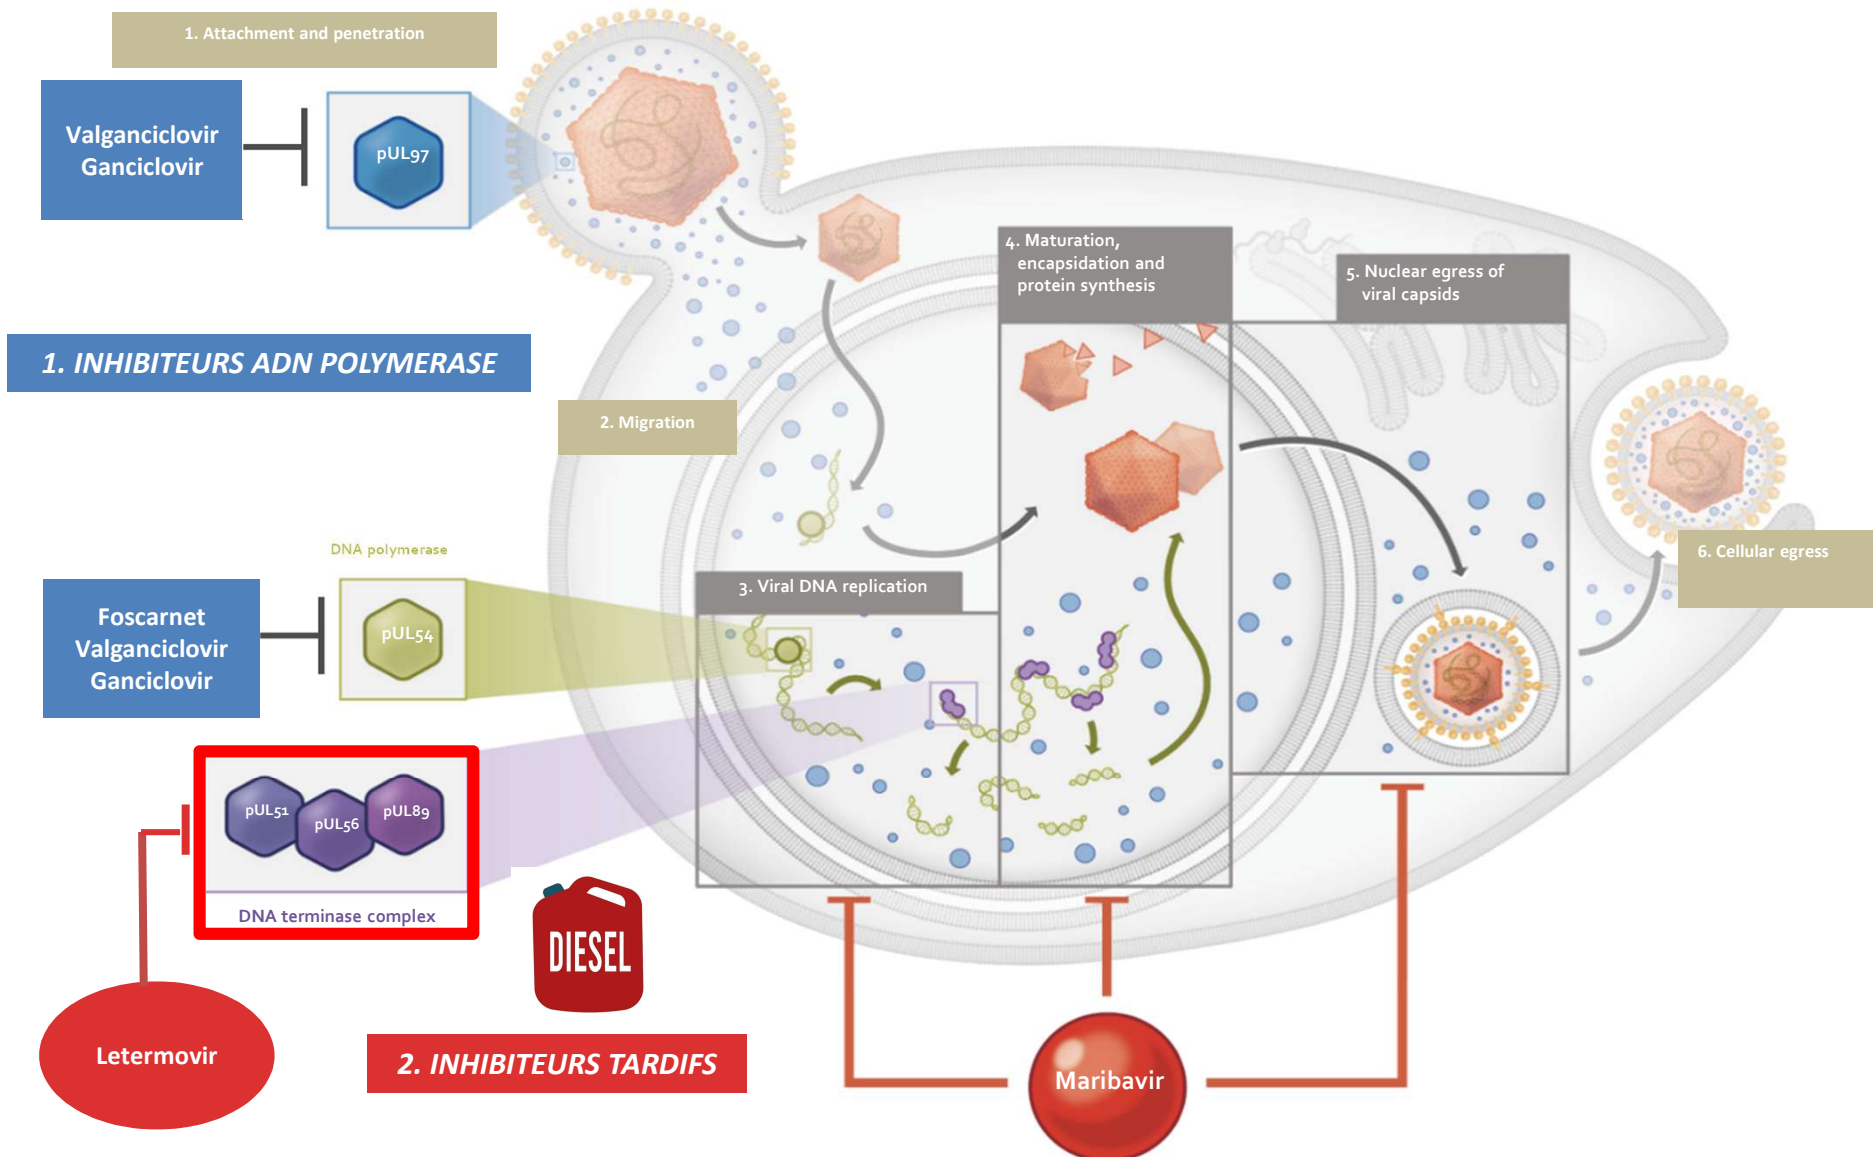 1. Attachment and penetration
Valganciclovir
Ganciclovir
pUL97
4. Maturation,
encapsidation and
protein synthesis
5. Nuclear egress of
viral capsids
1. INHIBITEURS ADN POLYMERASE
2. Migration
DNA polymerase
6. Cellular egress
3. Viral DNA replication
Foscarnet
Valganciclovir
Ganciclovir
pUL54
pUL51
pUL56
pUL89
DNA terminase complex
DIESEL
Letermovir
2. INHIBITEURS TARDIFS
Maribavir